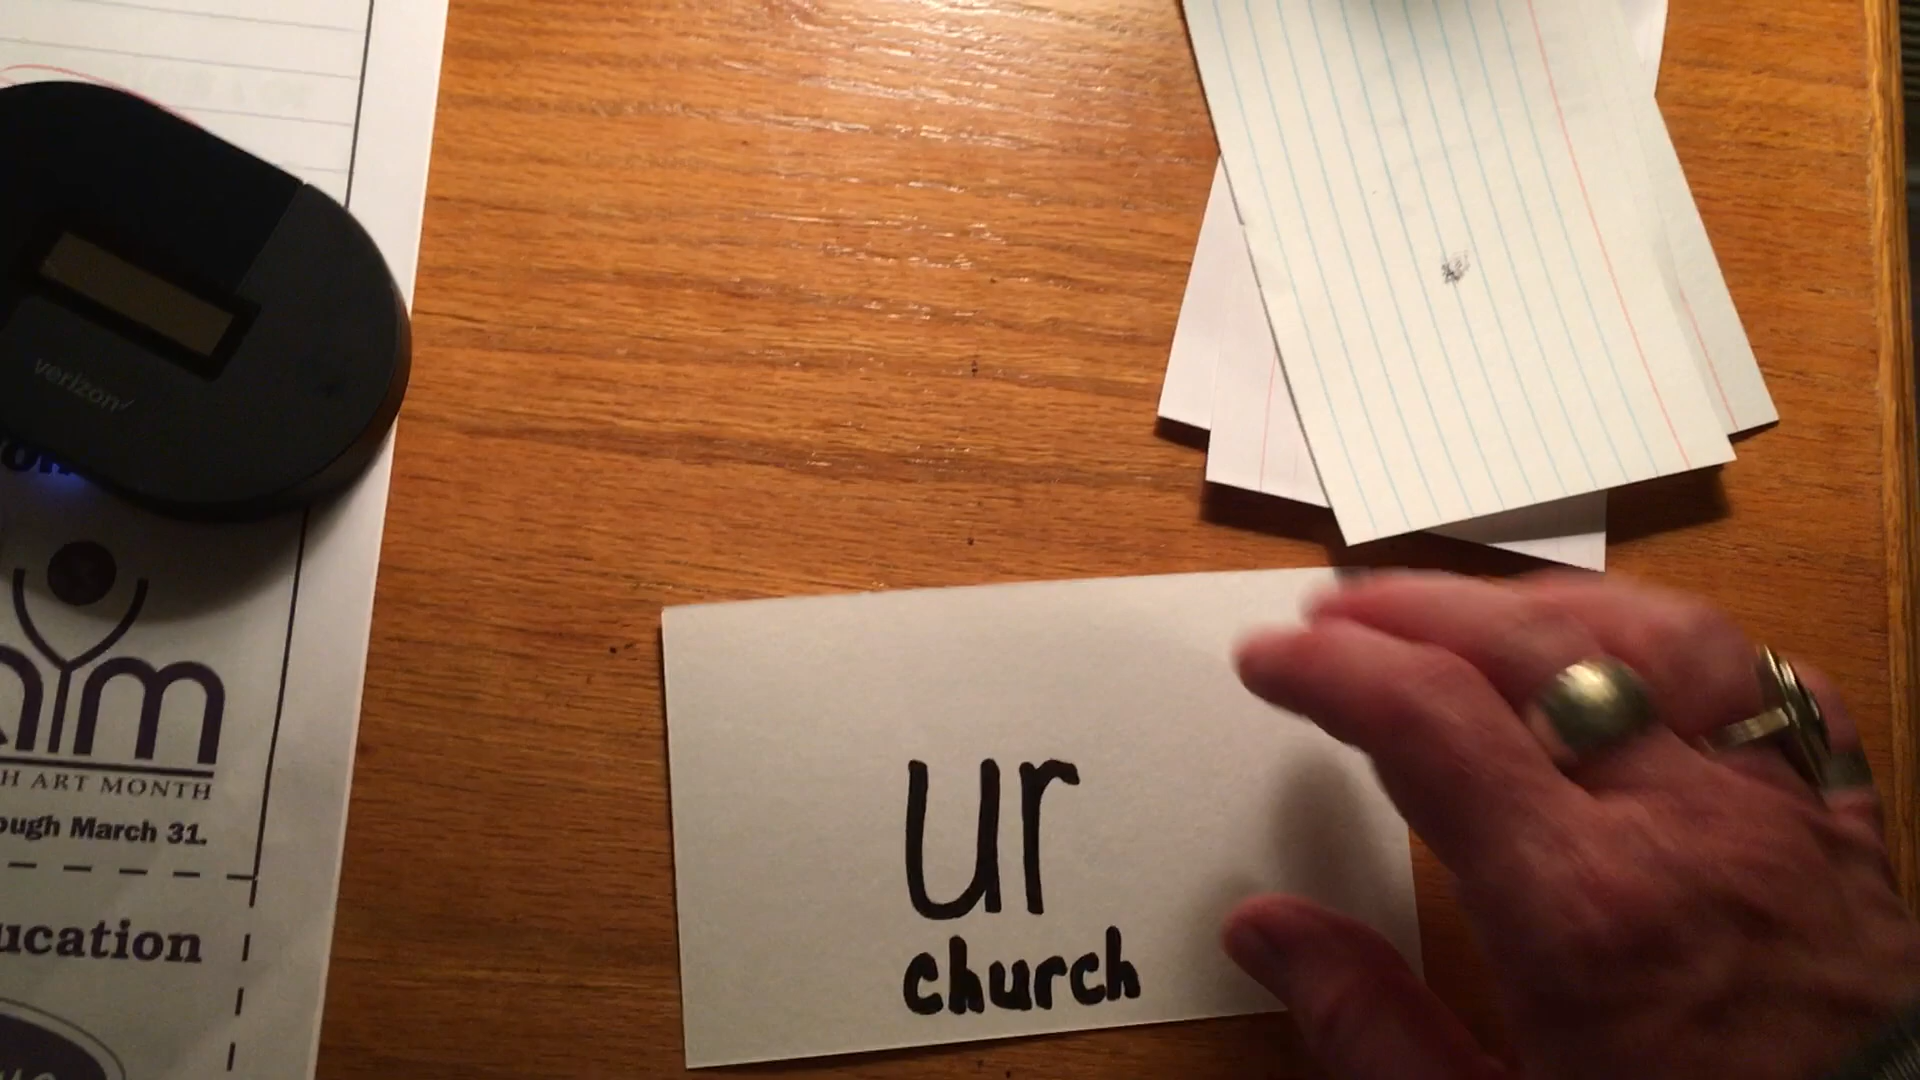 verizon
H ART MONTH
ough March 31.
ucation
ur
church